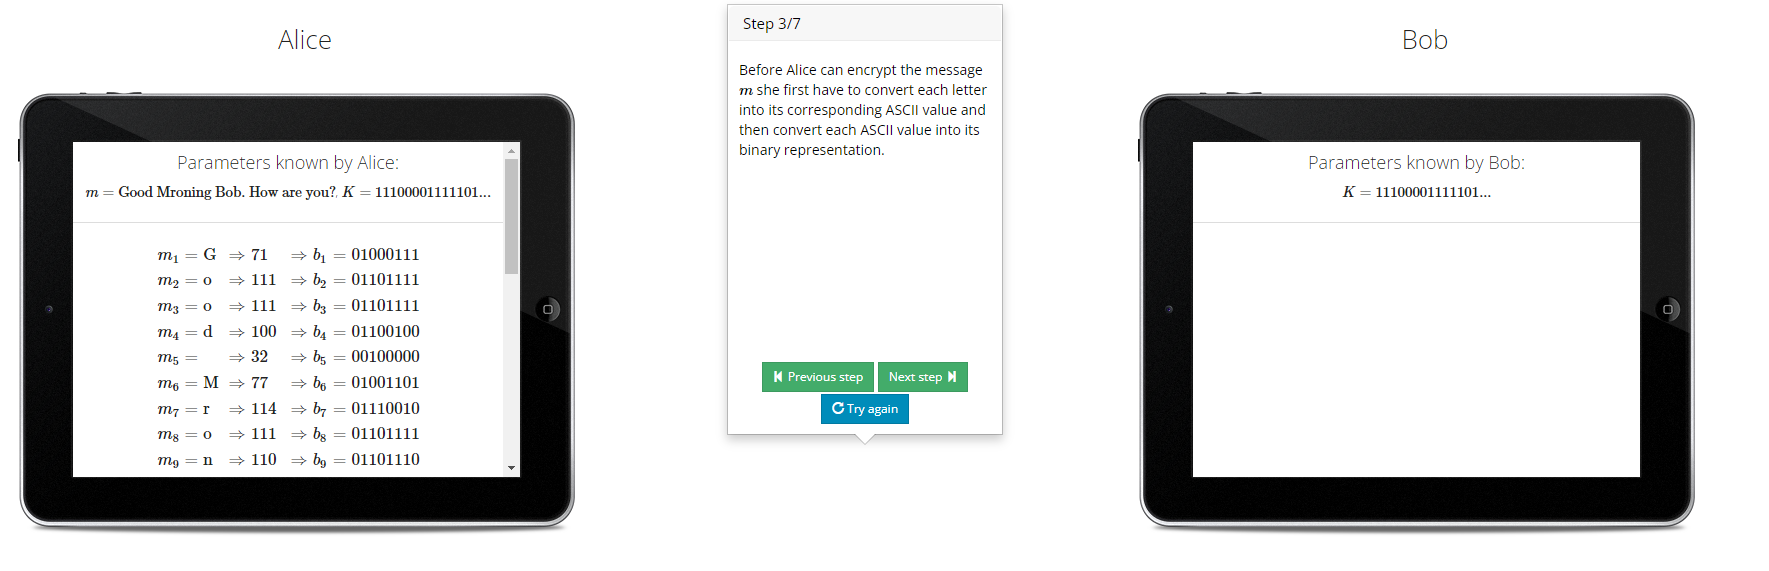 Alice
Parameters known by Alice:
m = Good Mroning Bob. How are you?, K = 11100001111101...
m₁ = G ⇒ 71 ⇒ b₁ = 01000111
m₂ = o ⇒ 111 ⇒ b₂ = 01101111
m₃ = o ⇒ 111 ⇒ b₃ = 01101111
m₄ = d ⇒ 100 ⇒ b₄ = 01100100
m₅ = ⇒ 32 ⇒ b₅ = 00100000
m₆ = M ⇒ 77 ⇒ b₆ = 01001101
m₇ = r ⇒ 114 ⇒ b₇ = 01110010
m₈ = o ⇒ 111 ⇒ b₈ = 01101111
m₉ = n ⇒ 110 ⇒ b₉ = 01101110
Step 3/7
Before Alice can encrypt the message
m she first have to convert each letter
into its corresponding ASCII value and
then convert each ASCII value into its
binary representation.
Previous step
Next step
Try again
Bob
Parameters known by Bob:
K = 11100001111101...